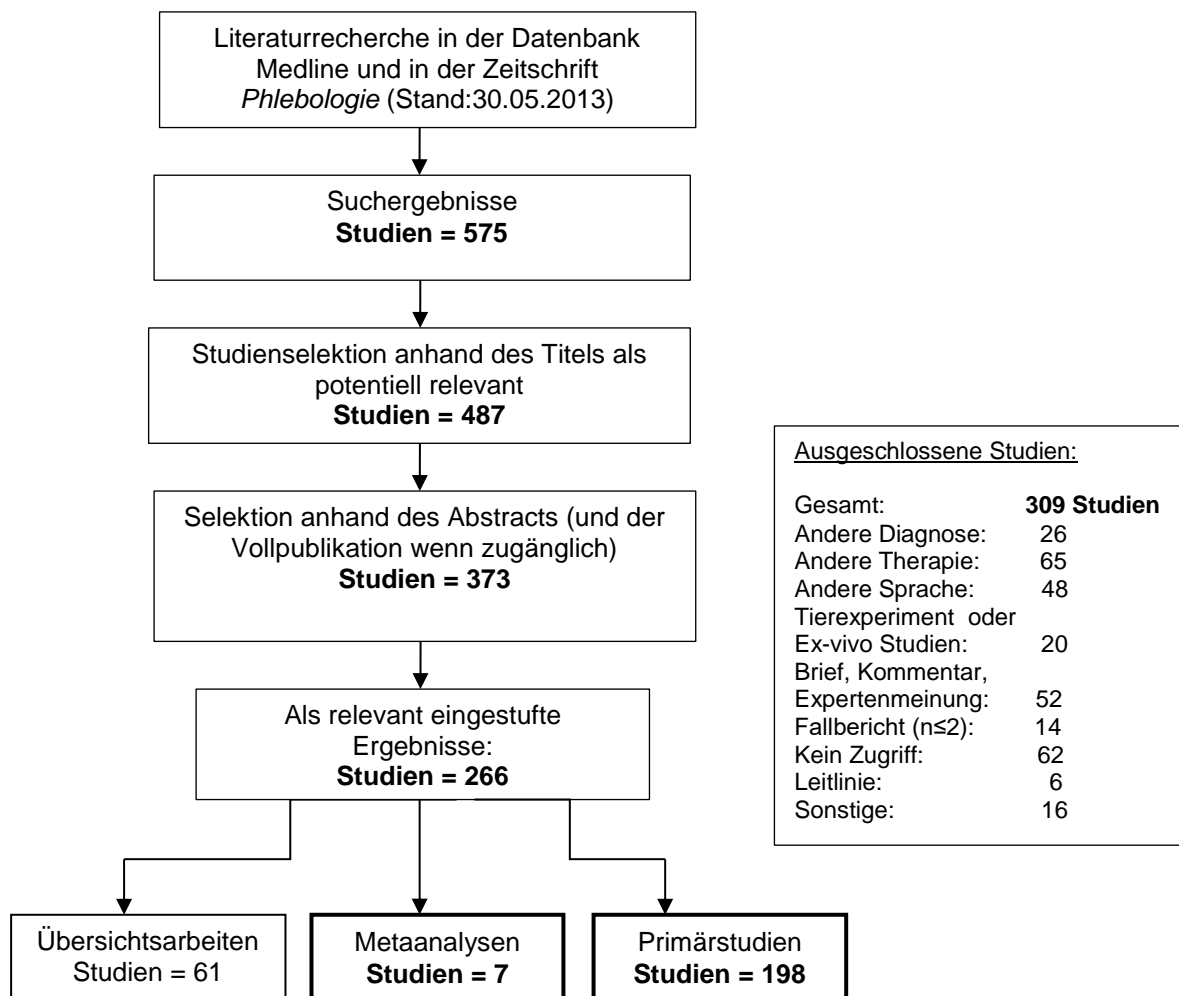 Literaturrecherche in der Datenbank
Medline und in der Zeitschrift
Phlebologie (Stand:30.05.2013)
Suchergebnisse
Studien = 575
Studienselektion anhand des Titels als
potentiell relevant
Studien = 487
Selektion anhand des Abstracts (und der
Vollpublikation wenn zugänglich)
Studien = 373
Als relevant eingestufte
Ergebnisse:
Studien = 266
Übersichtsarbeiten
Studien = 61
Metaanalysen
Studien = 7
Primärstudien
Studien = 198
Ausgeschlossene Studien:
Gesamt: 309 Studien
Andere Diagnose: 26
Andere Therapie: 65
Andere Sprache: 48
Tierexperiment oder
Ex-vivo Studien: 20
Brief, Kommentar,
Expertenmeinung: 52
Fallbericht (n≤2): 14
Kein Zugriff: 62
Leitlinie: 6
Sonstige: 16